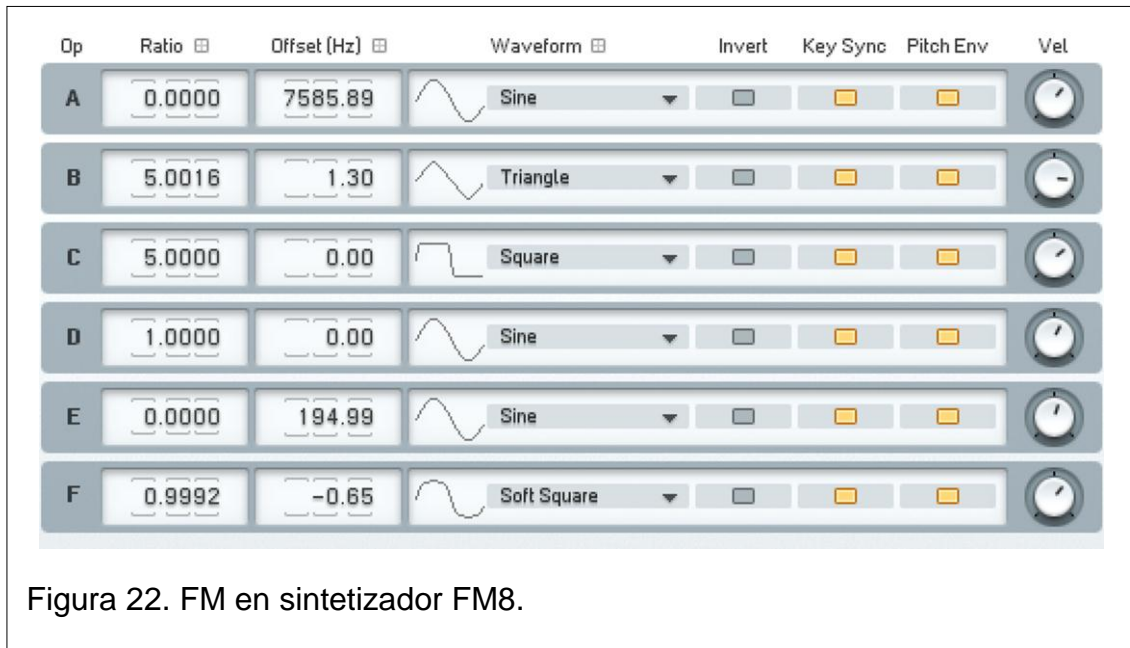 Op Ratio Offset (Hz) Waveform Invert Key Sync Pitch Env Vel
A 0.0000 7585.89 Sine
B 5.0016 1.30 Triangle
C 5.0000 0.00 Square
D 1.0000 0.00 Sine
E 0.0000 194.99 Sine
F 0.9992 -0.65 Soft Square
Figura 22. FM en sintetizador FM8.